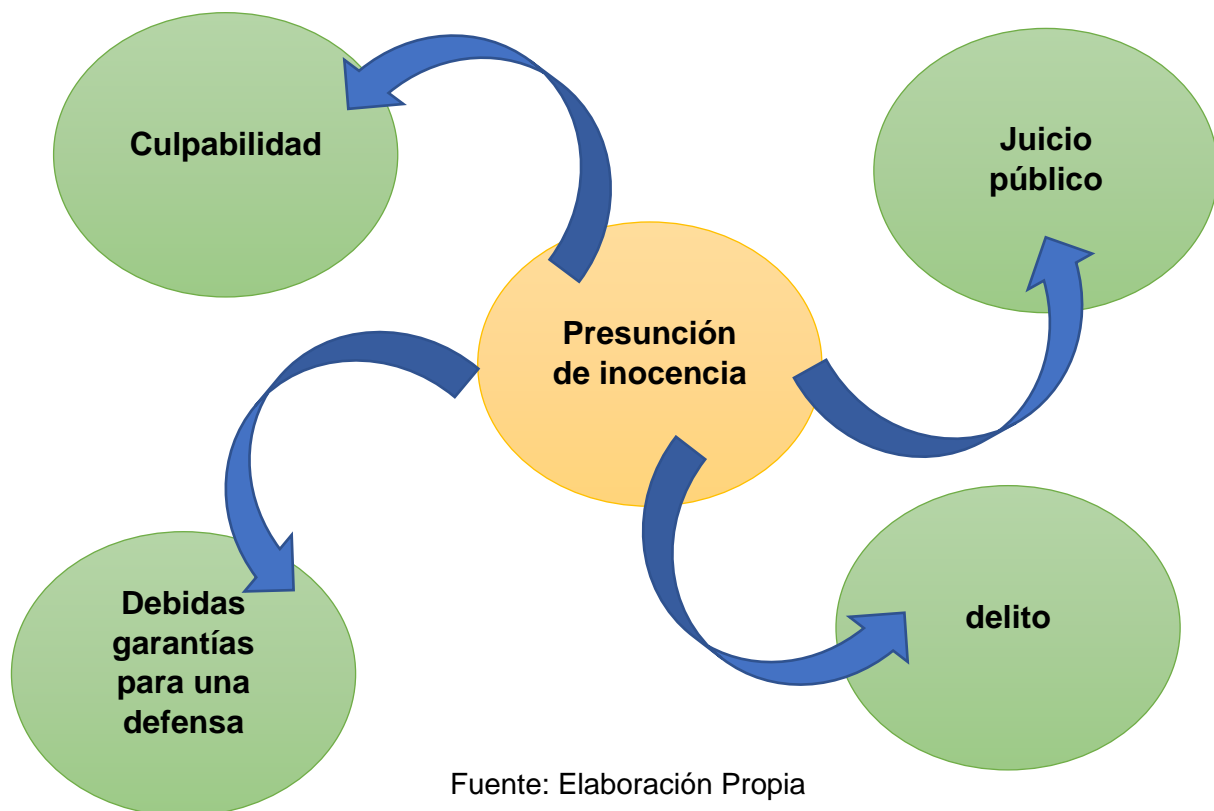 Culpabilidad
Juicio
público
Presunción
de inocencia
Debidas
garantías
para una
defensa
delito
Fuente: Elaboración Propia